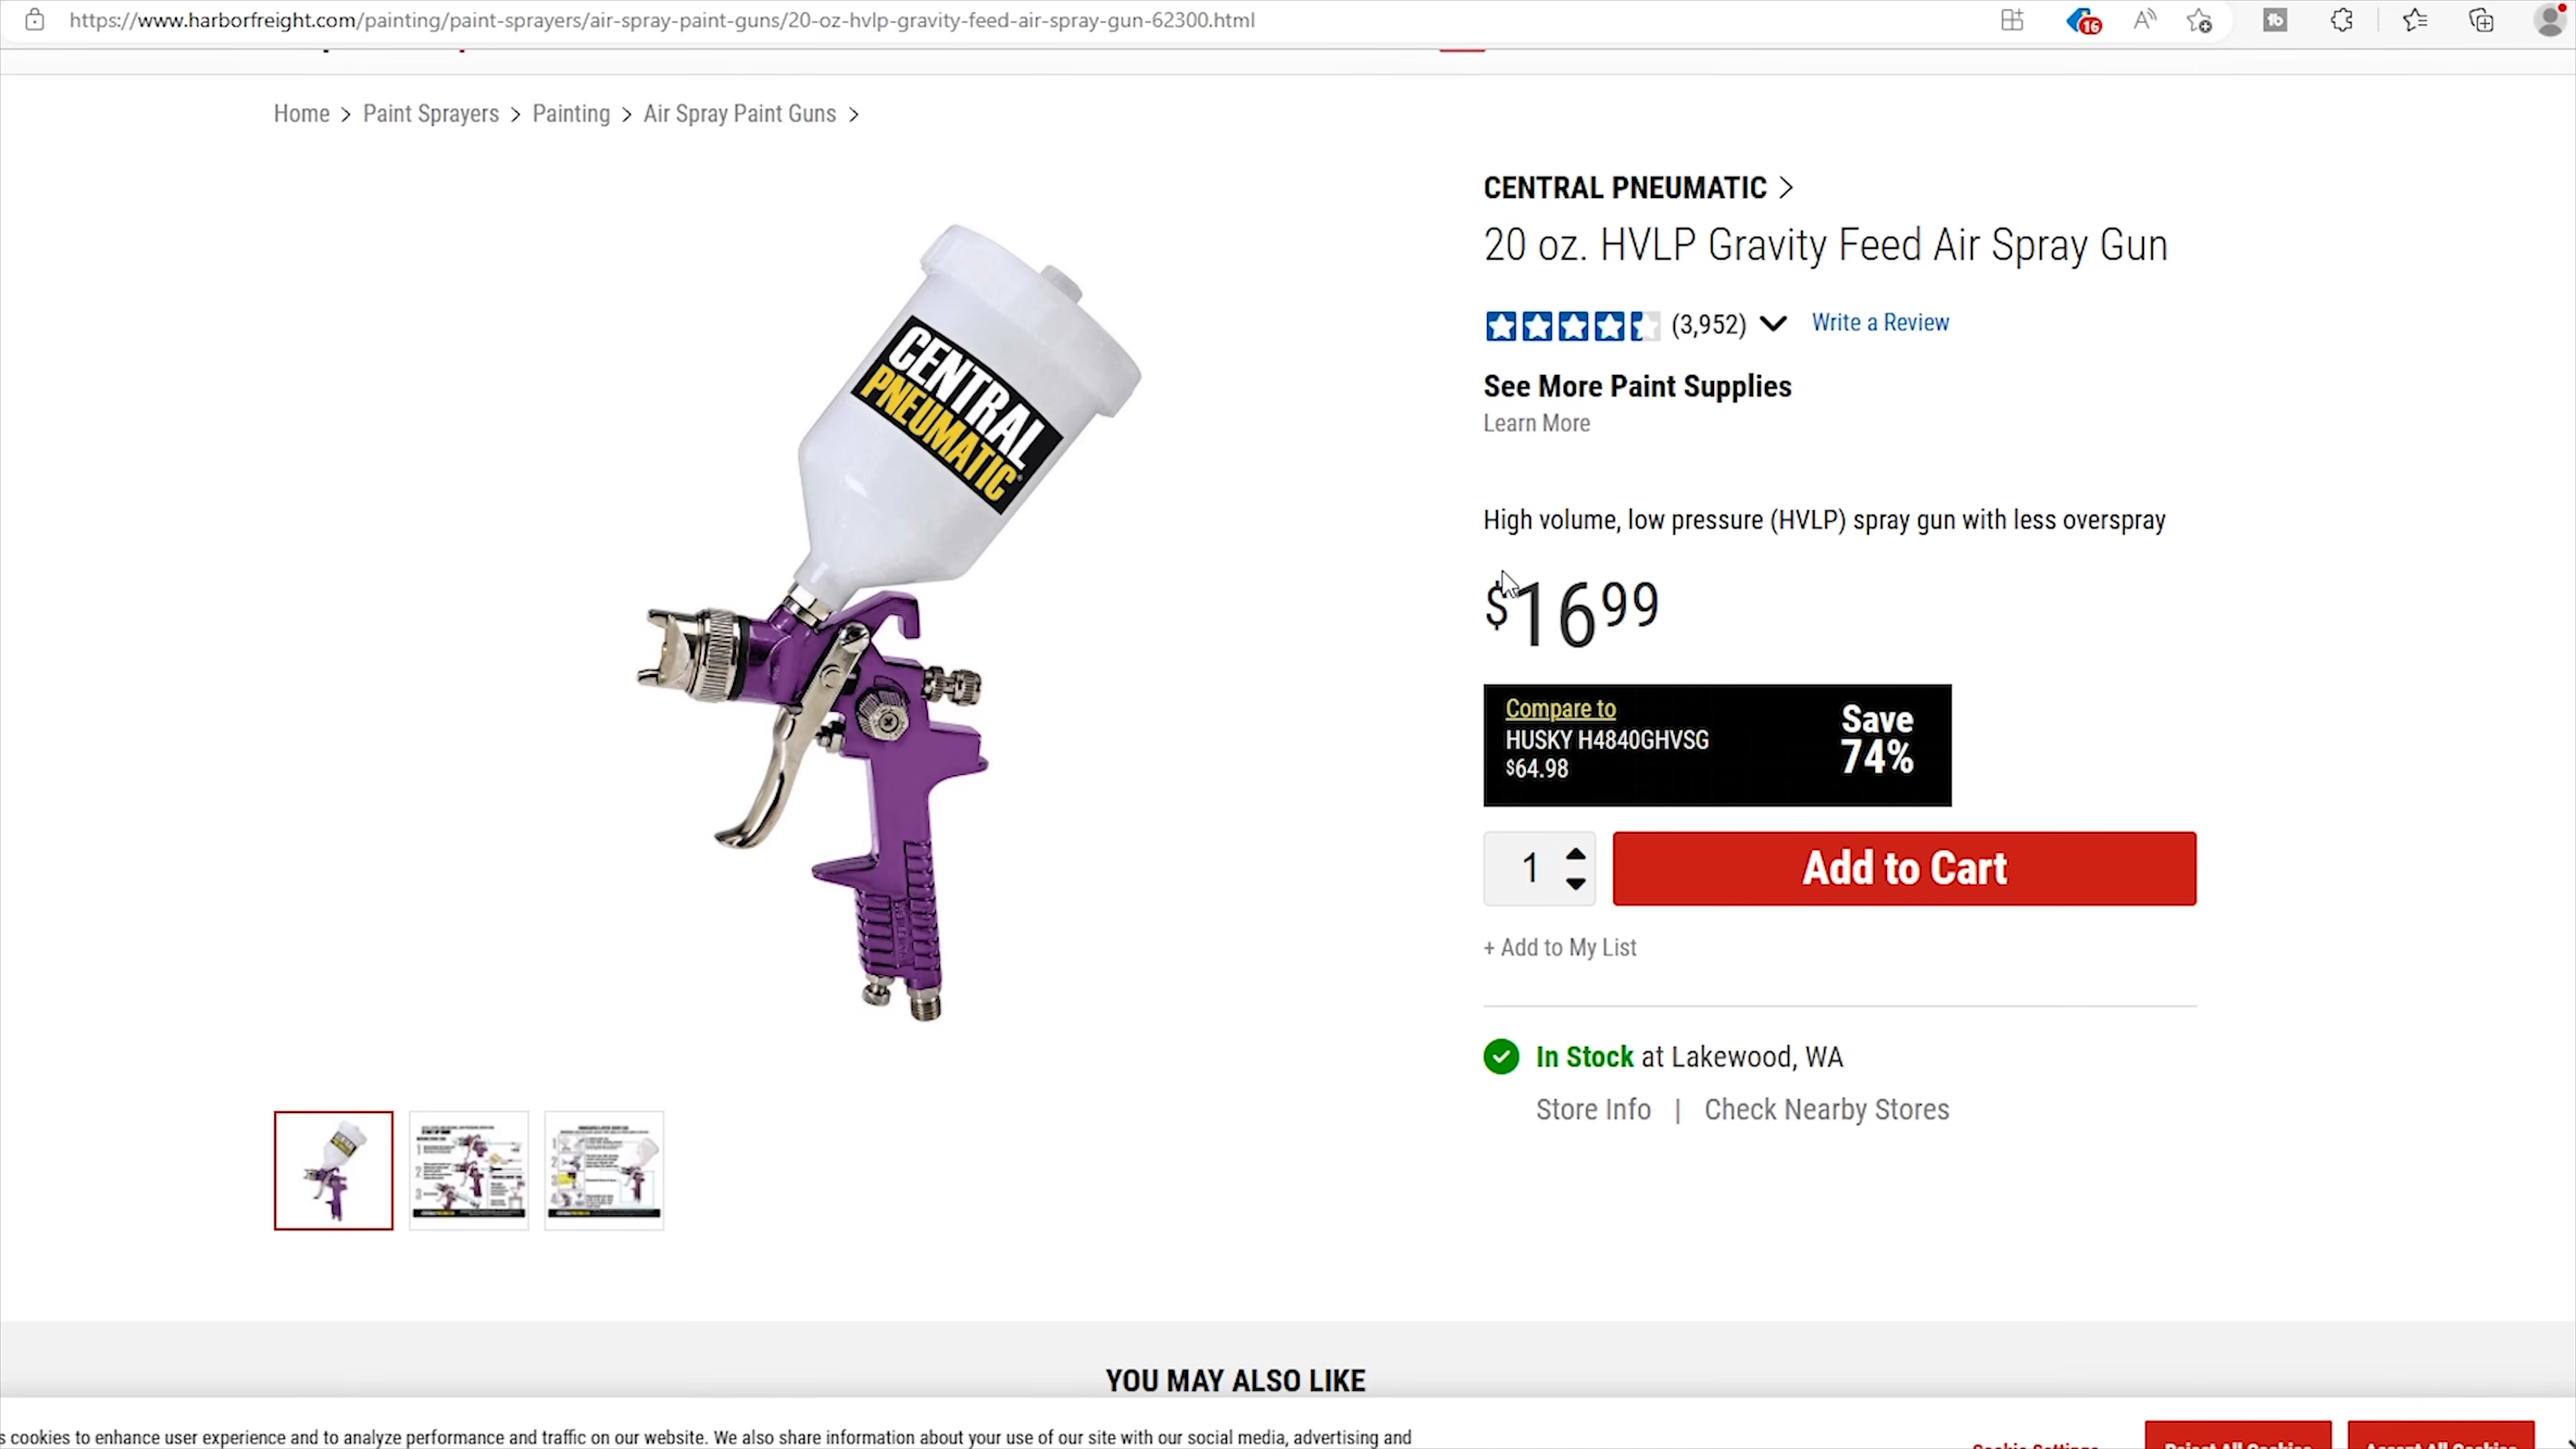 https://www.harborfreight.com/painting/paint-sprayers/air-spray-paint-guns/20-oz-hvlp-gravity-feed-air-spray-gun-62300.html
16
Home > Paint Sprayers > Painting > Air Spray Paint Guns >
CENTRAL PNEUMATIC >
20 oz. HVLP Gravity Feed Air Spray Gun
(3,952) Write a Review
See More Paint Supplies
Learn More
CENTRAL
PNEUMATIC
High volume, low pressure (HVLP) spray gun with less overspray
$16 99
Compare to
HUSKY H4840GHVSG
$64.98
Save
74%
1
Add to Cart
+ Add to My List
In Stock at Lakewood, WA
Store Info | Check Nearby Stores
YOU MAY ALSO LIKE
s cookies to enhance user experience and to analyze performance and traffic on our website. We also share information about your use of our site with our social media, advertising and